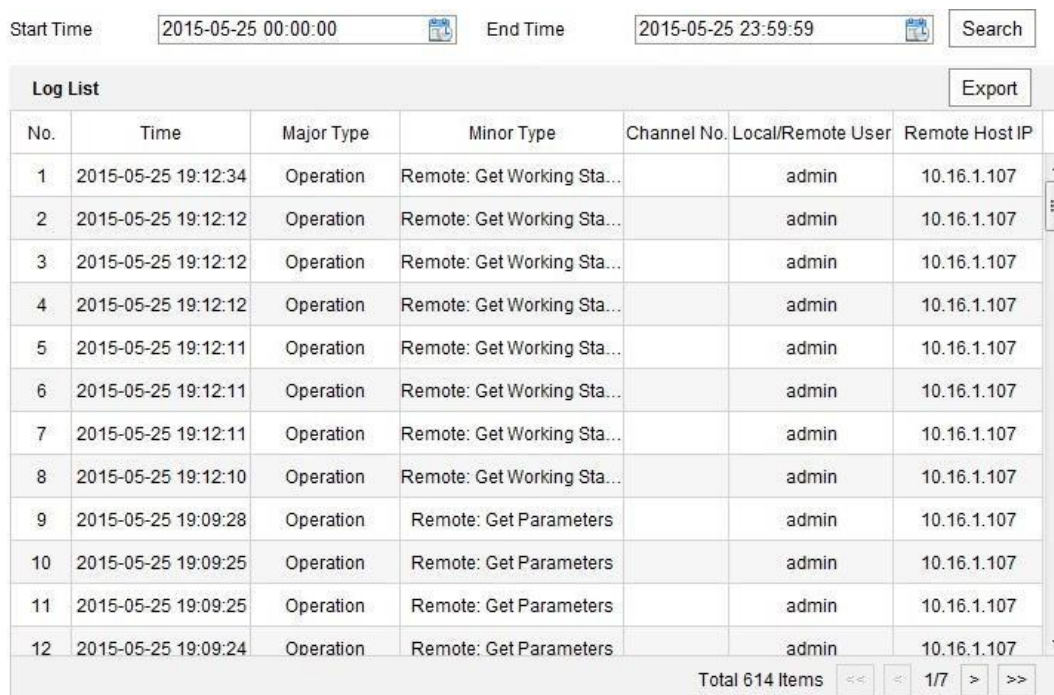 Start Time 2015-05-25 00:00:00 End Time 2015-05-25 23:59:59 Search
Log List Export
No. Time Major Type Minor Type Channel No. Local/Remote User Remote Host IP
1 2015-05-25 19:12:34 Operation Remote: Get Working Sta... admin 10.16.1.107
2 2015-05-25 19:12:12 Operation Remote: Get Working Sta... admin 10.16.1.107
3 2015-05-25 19:12:12 Operation Remote: Get Working Sta... admin 10.16.1.107
4 2015-05-25 19:12:12 Operation Remote: Get Working Sta... admin 10.16.1.107
5 2015-05-25 19:12:11 Operation Remote: Get Working Sta... admin 10.16.1.107
6 2015-05-25 19:12:11 Operation Remote: Get Working Sta... admin 10.16.1.107
7 2015-05-25 19:12:11 Operation Remote: Get Working Sta... admin 10.16.1.107
8 2015-05-25 19:12:10 Operation Remote: Get Working Sta... admin 10.16.1.107
9 2015-05-25 19:09:28 Operation Remote: Get Parameters admin 10.16.1.107
10 2015-05-25 19:09:25 Operation Remote: Get Parameters admin 10.16.1.107
11 2015-05-25 19:09:25 Operation Remote: Get Parameters admin 10.16.1.107
12 2015-05-25 19:09:24 Operation Remote: Get Parameters admin 10.16.1.107
Total 614 Items << < 1/7 > >>